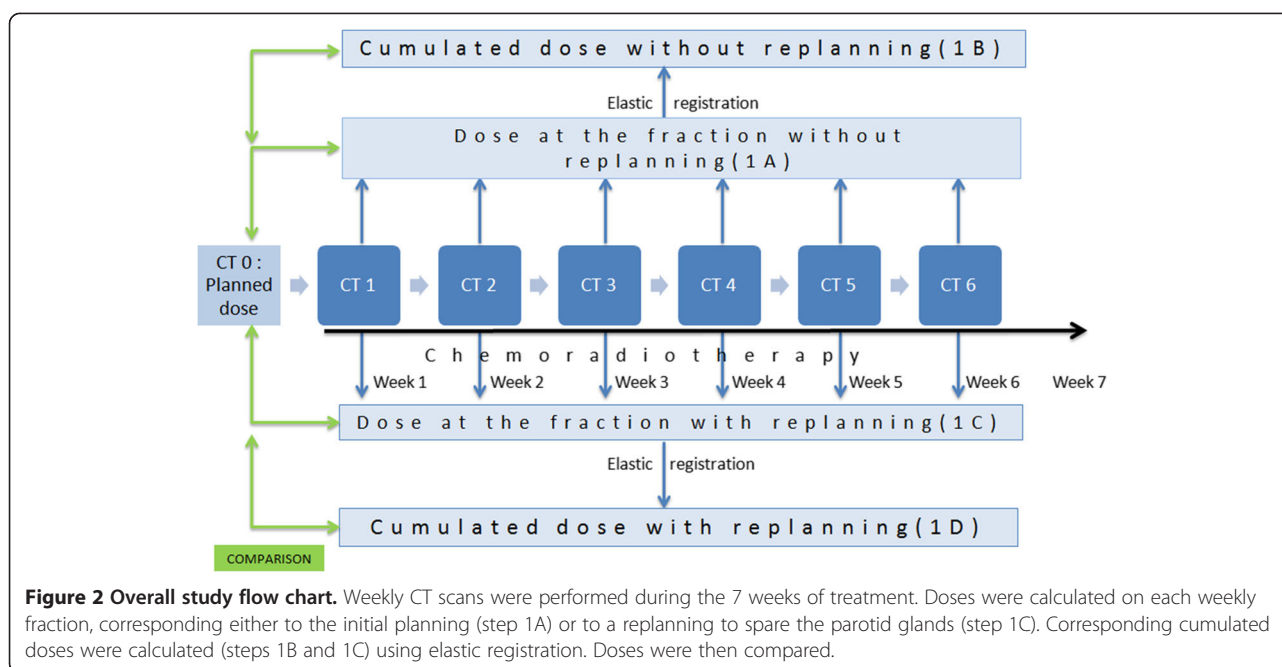 Cumulated dose without replanning(1B)
Elastic registration
Dose at the fraction without
replanning(1A)
CT 0 :
Planned
dose
CT 1
CT 2
CT 3
CT 4
CT 5
CT 6
Chemoradiotherapy
Week 1
Week 2
Week 3
Week 4
Week 5
Week 6
Week 7
Dose at the fraction with replanning(1C)
Elastic registration
Cumulated dose with replanning(1D)
COMPARISON
Figure 2 Overall study flow chart. Weekly CT scans were performed during the 7 weeks of treatment. Doses were calculated on each weekly
fraction, corresponding either to the initial planning (step 1A) or to a replanning to spare the parotid glands (step 1C). Corresponding cumulated
doses were calculated (steps 1B and 1C) using elastic registration. Doses were then compared.